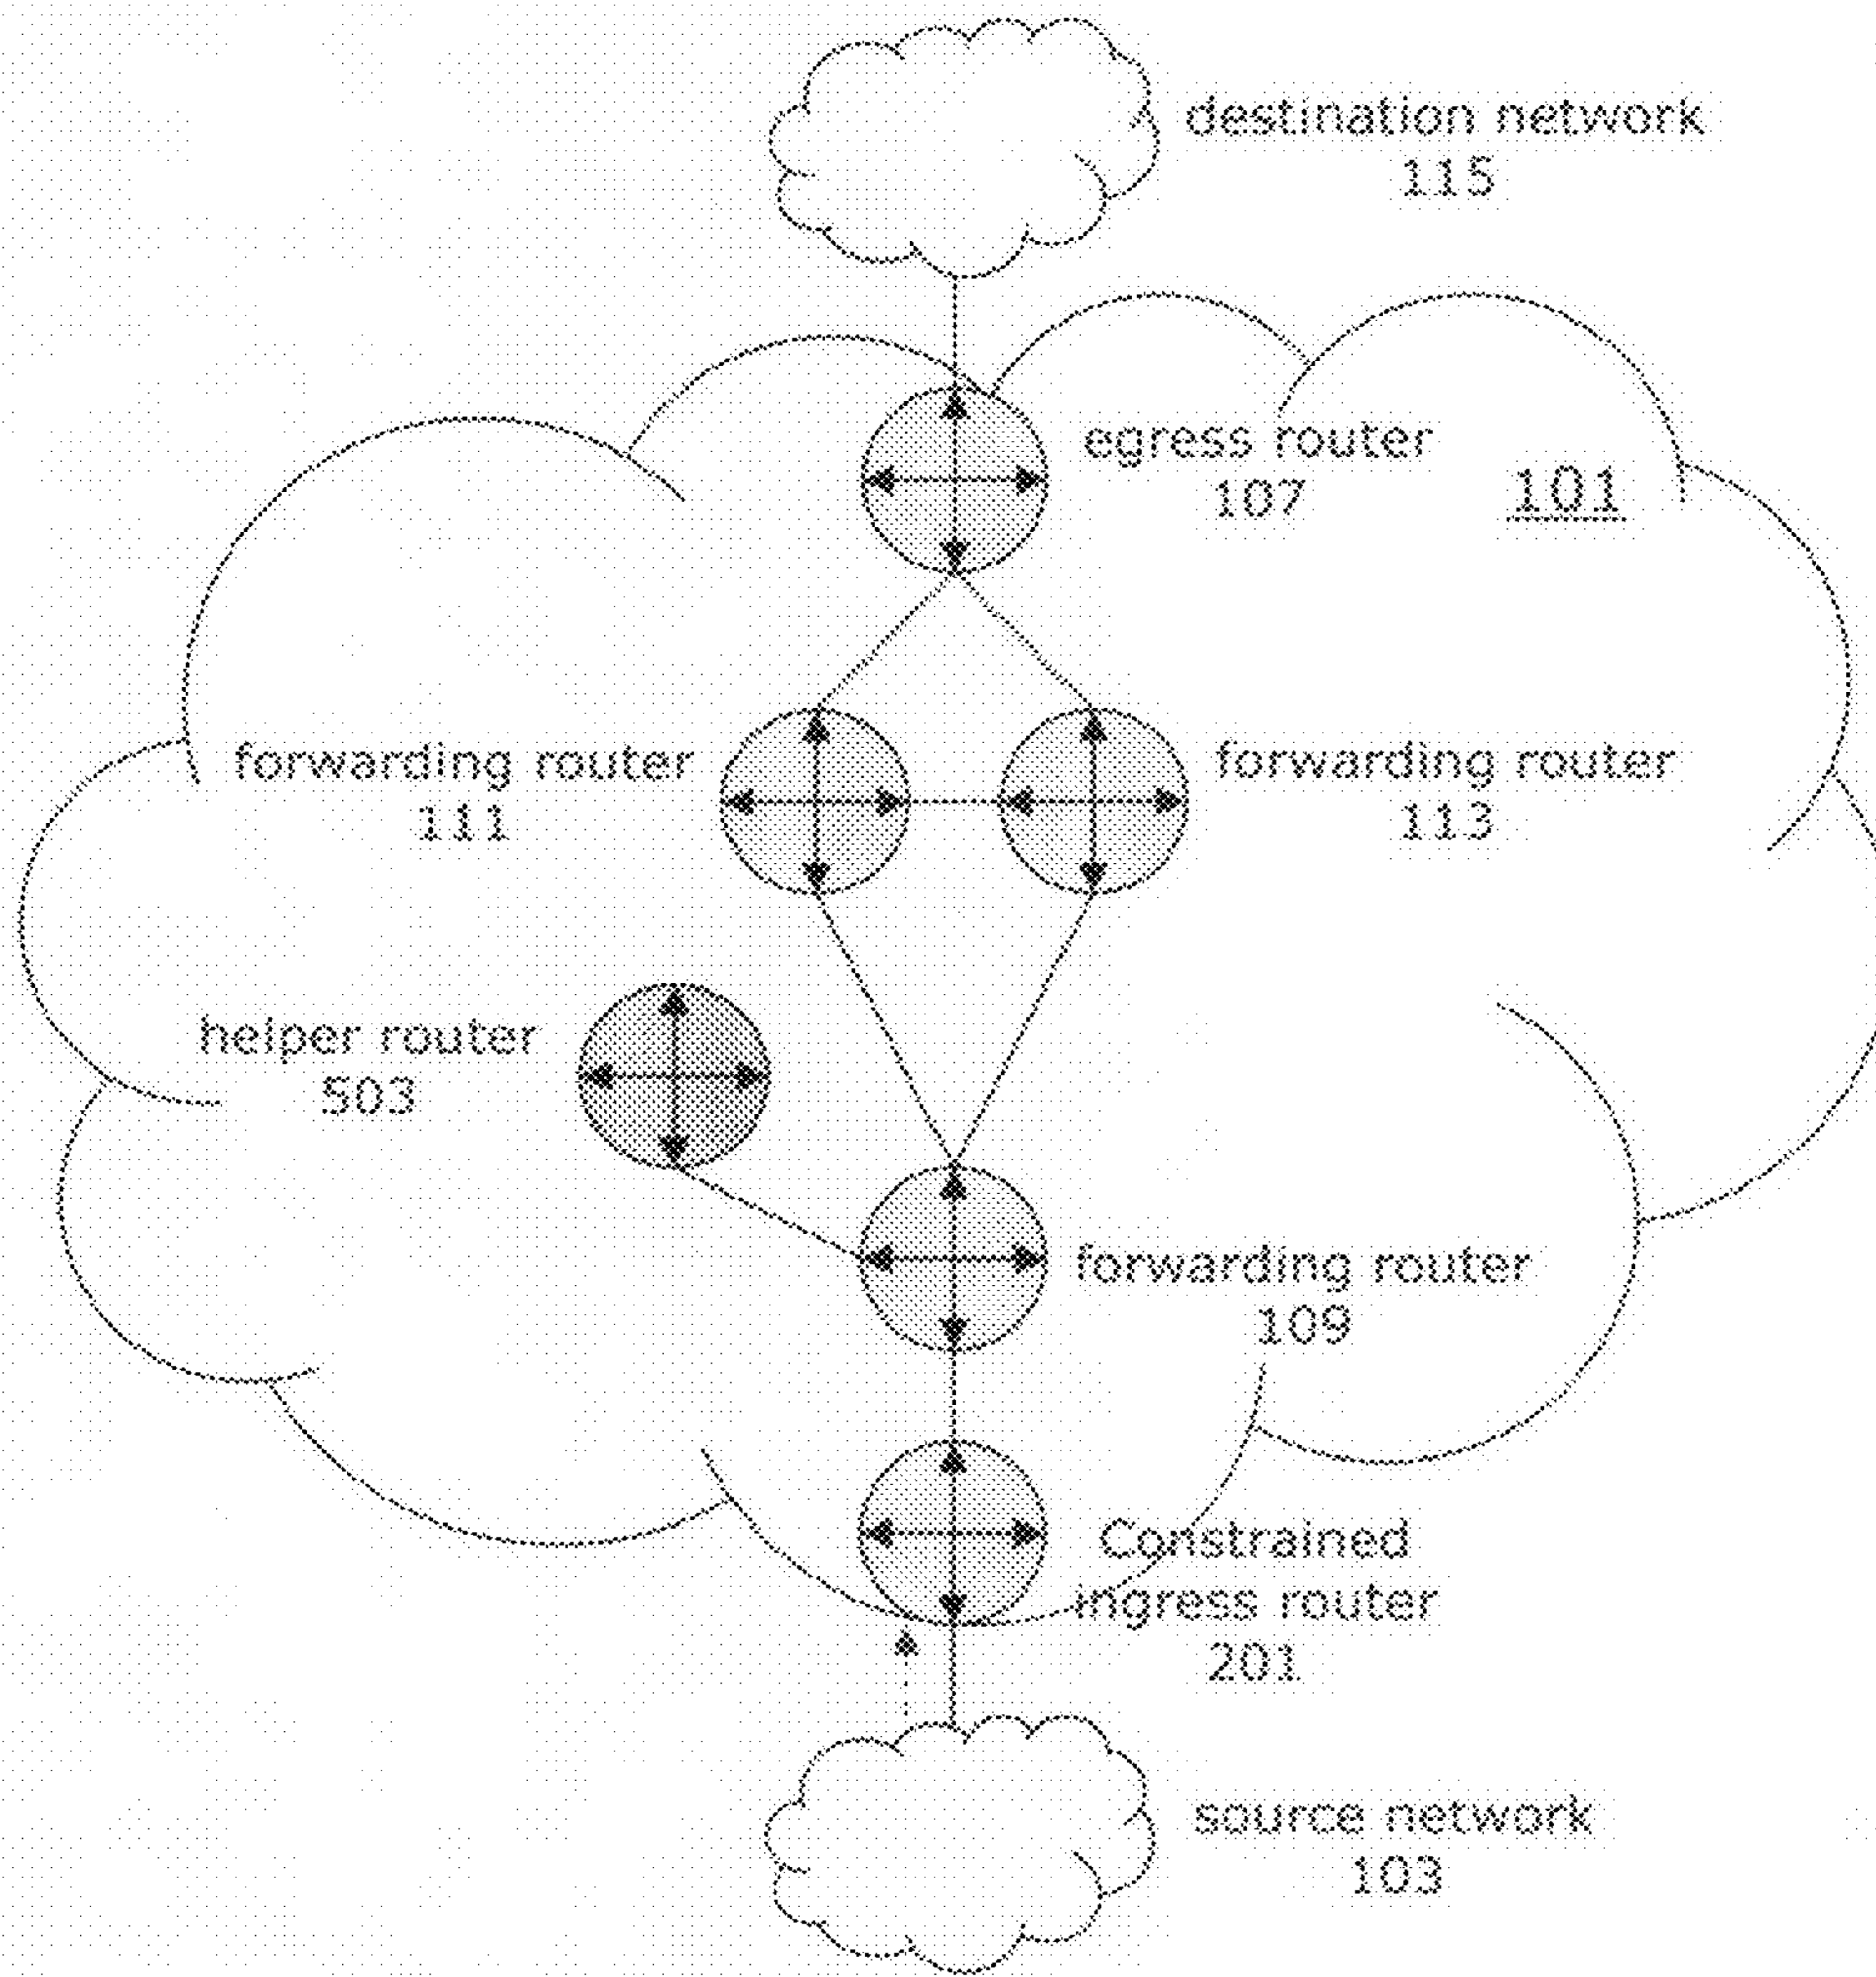 destination network
115
egress router
107
101
forwarding router
111
forwarding router
113
helper router
503
forwarding router
109
Constrained
ingress router
201
source network
103